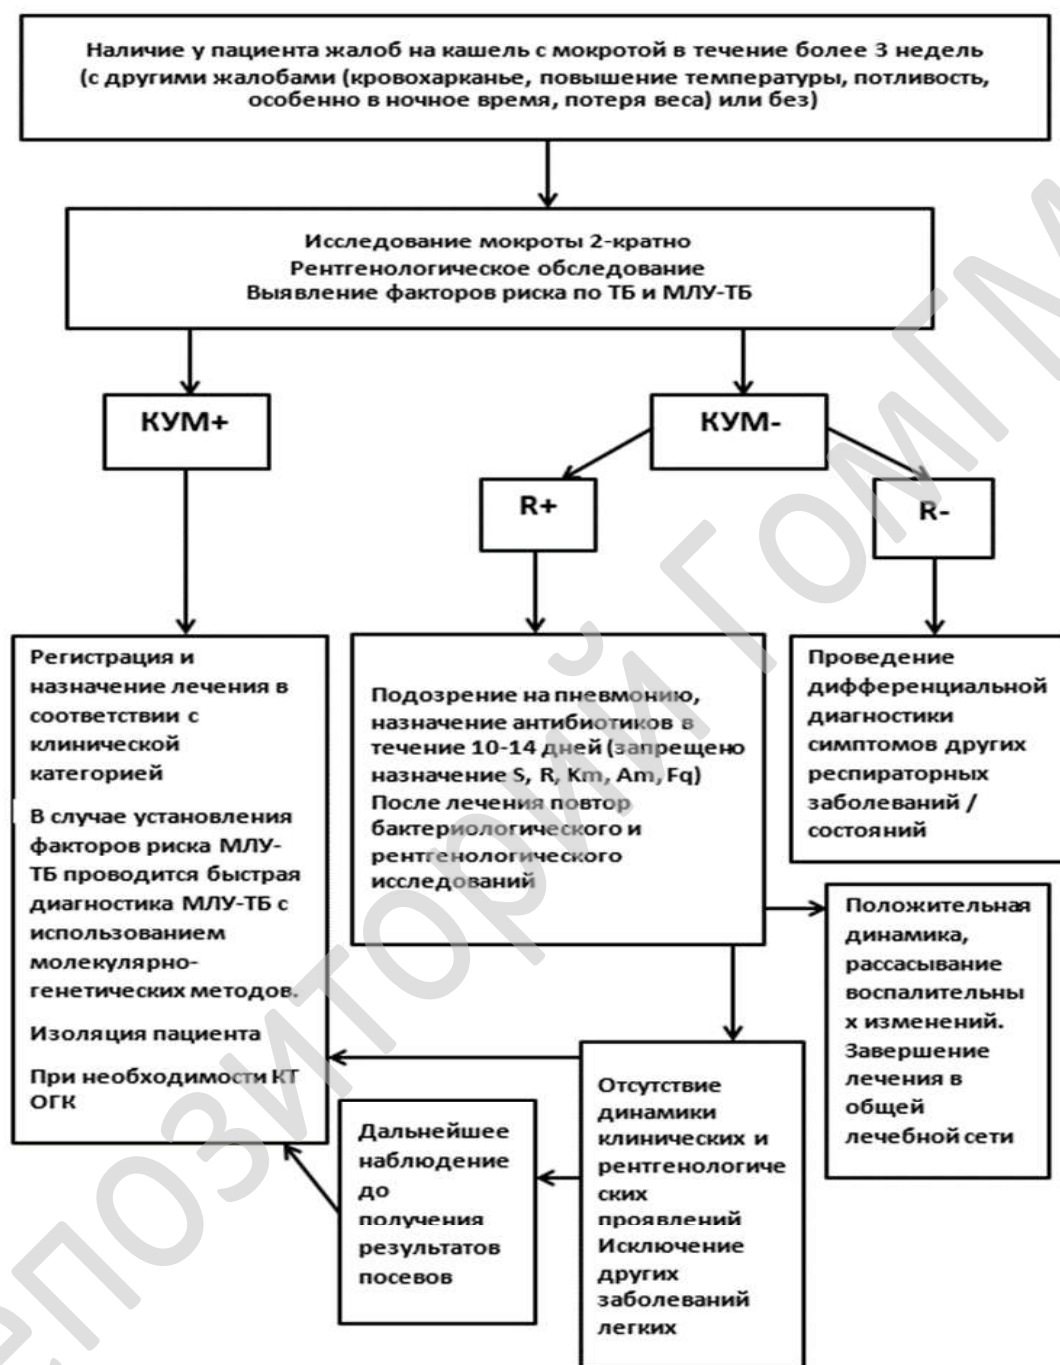 Наличие у пациента жалоб на кашель с мокротой в течение более 3 недель
(с другими жалобами (кровохарканье, повышение температуры, потливость,
особенно в ночное время, потеря веса) или без)
Исследование мокроты 2-кратно
Рентгенологическое обследование
Выявление факторов риска по ТБ и МЛУ-ТБ
КУМ+
КУМ-
R+
R-
Регистрация и
назначение лечения в
соответствии с
клинической
категорией
В случае установления
факторов риска МЛУ-
ТБ проводится быстрая
диагностика МЛУ-ТБ с
использованием
молекулярно-
генетических методов.
Изоляция пациента
При необходимости КТ
ОГК
Подозрение на пневмонию,
назначение антибиотиков в
течение 10-14 дней (запрещено
назначение S, R, Km, Am, Fq)
После лечения повтор
бактериологического и
рентгенологического
исследований
Проведение
дифференциальной
диагностики
симптомов других
респираторных
заболеваний /
состояний
Положительная
динамика,
рассасывание
воспалительны
х изменений.
Завершение
лечения в
общей
лечебной сети
Отсутствие
динамики
клинических и
рентгенологиче
ских
проявлений
Исключение
других
заболеваний
легких
Дальнейшее
наблюдение
до
получения
результатов
посевов
епозиторий ГомГМ